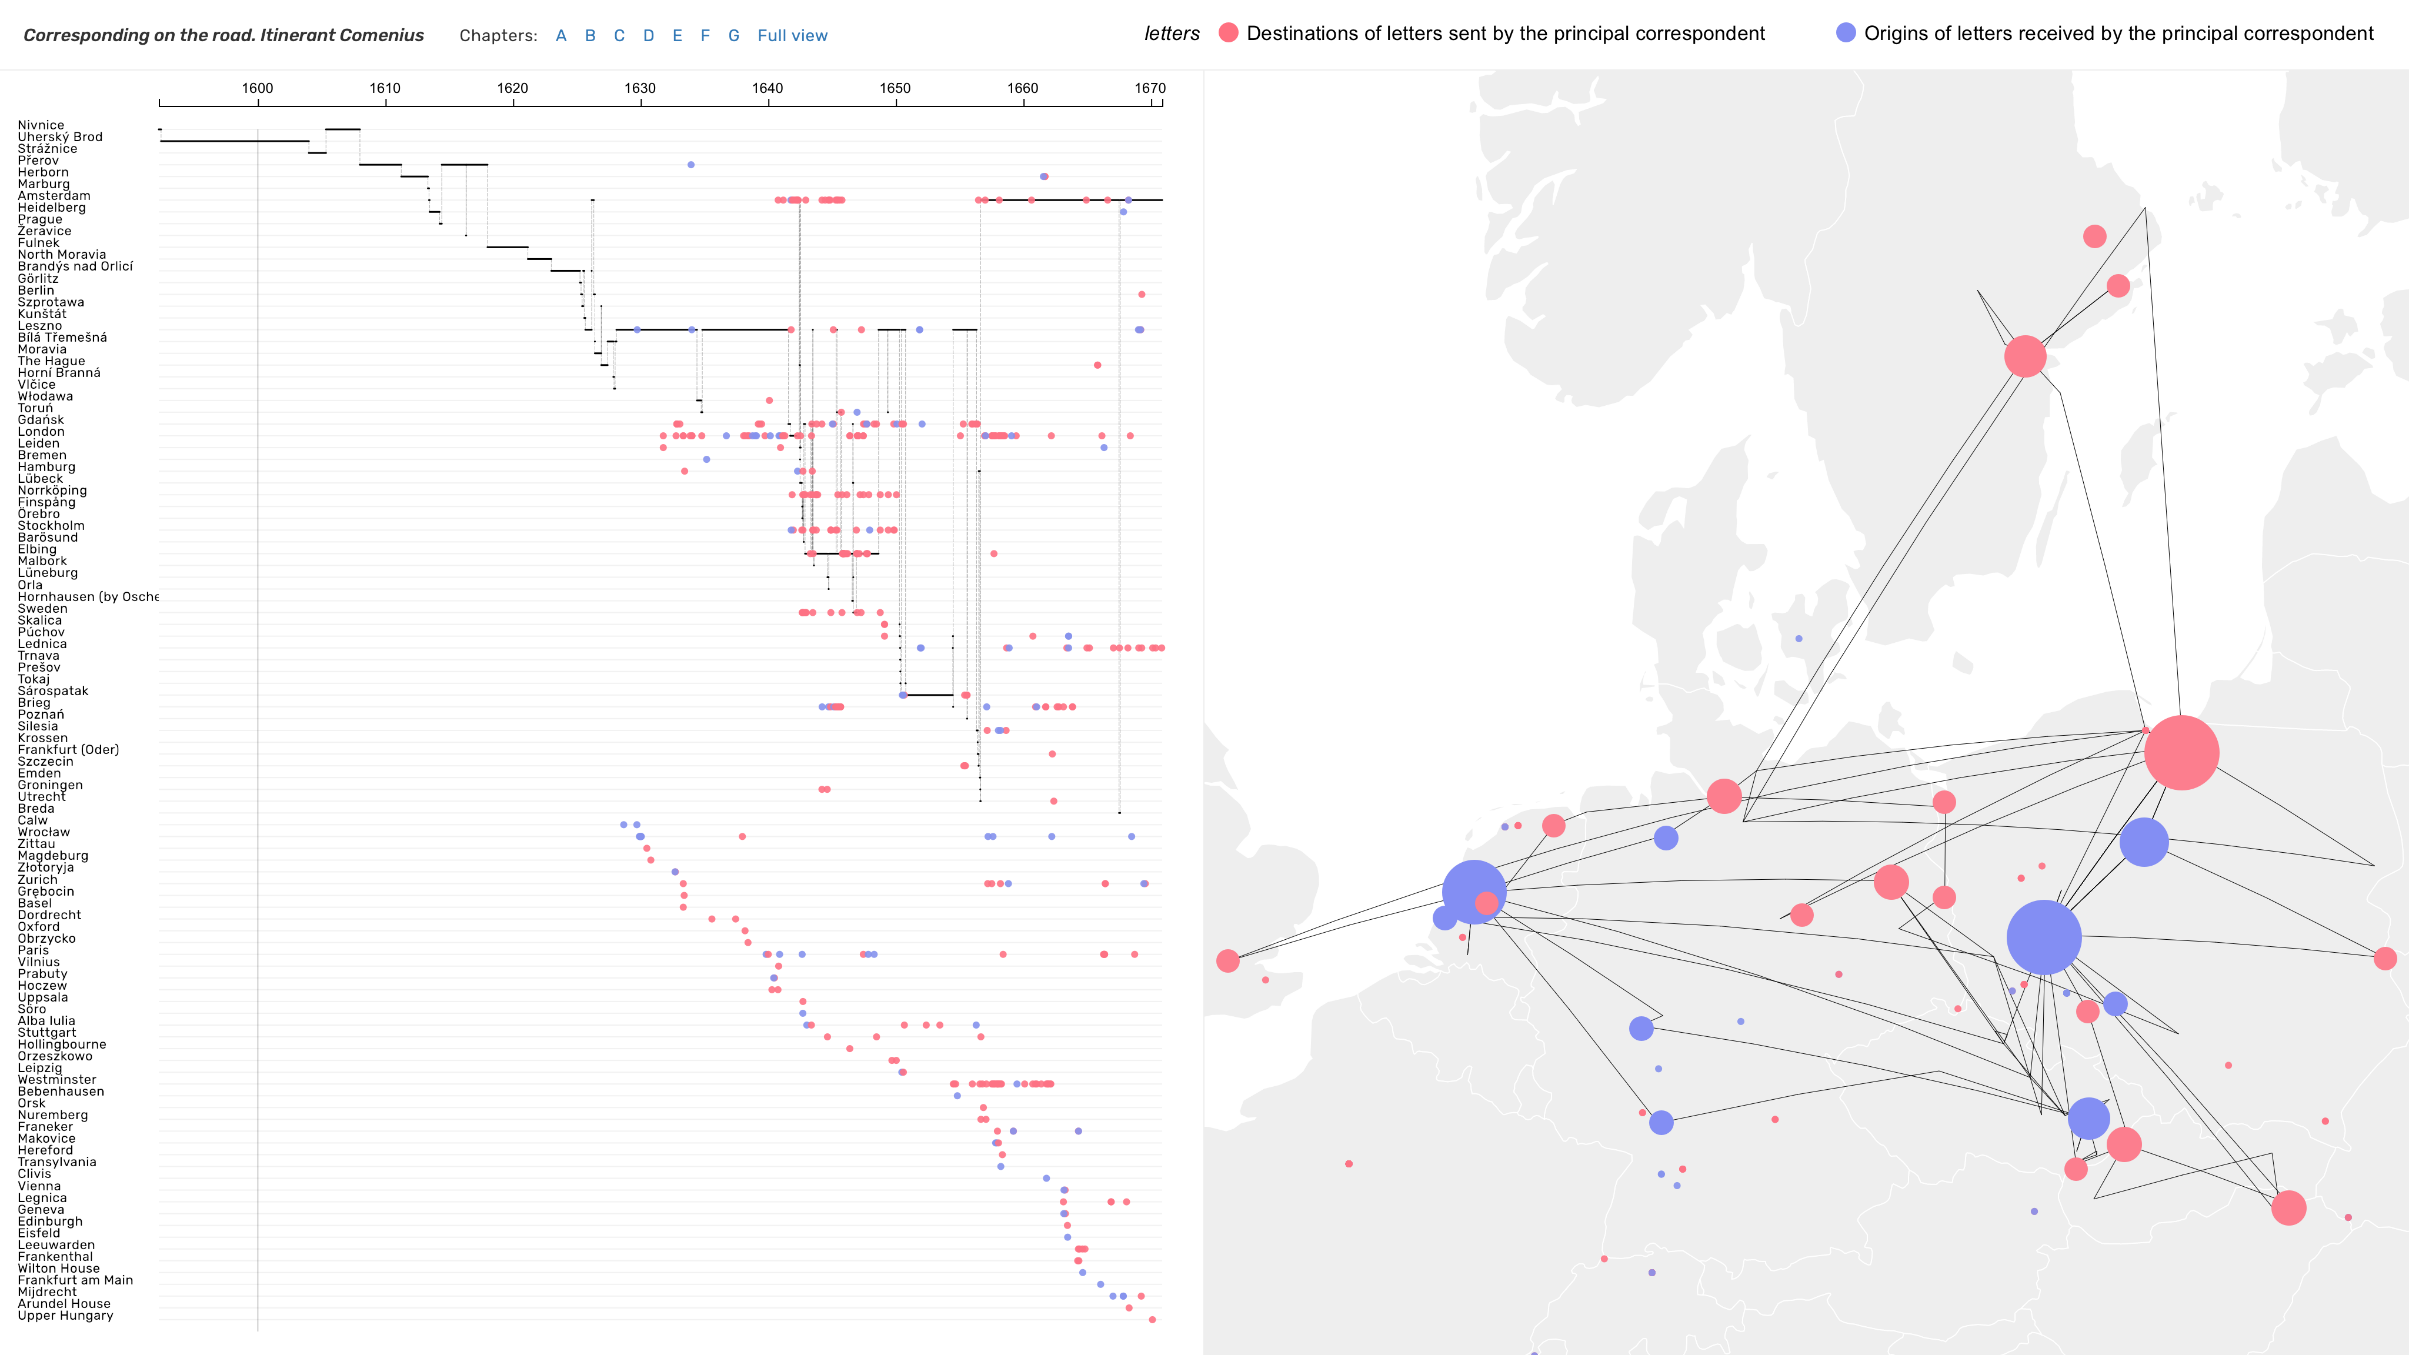 Corresponding on the road. Itinerant Comenius Chapters: A B C D E F G Full view
letters Destinations of letters sent by the principal correspondent Origins of letters received by the principal correspondent
1600 1610 1620 1630 1640 1650 1660 1670
Nivnice
Uherský Brod
Strážnice
Přerov
Herborn
Marburg
Amsterdam
Heidelberg
Prague
Žeravice
Fulnek
North Moravia
Brandýs nad Orlicí
Görlitz
Berlin
Szprotawa
Kunštát
Leszno
Bílá Třemešná
Moravia
The Hague
Horní Branná
Vlčice
Włodawa
Toruń
Gdańsk
London
Leiden
Bremen
Hamburg
Lübeck
Norrköping
Finspång
Örebro
Stockholm
Barösund
Elbing
Malbork
Lüneburg
Orla
Hornhausen (by Osche
Sweden
Skalica
Púchov
Lednica
Trnava
Prešov
Tokaj
Sárospatak
Brieg
Poznań
Silesia
Krossen
Frankfurt (Oder)
Szczecin
Emden
Groningen
Utrecht
Breda
Calw
Wrocław
Zittau
Magdeburg
Złotoryja
Zurich
Grębocin
Basel
Dordrecht
Oxford
Obrzycko
Paris
Vilnius
Prabuty
Hoczew
Uppsala
Sörö
Alba Iulia
Stuttgart
Hollingbourne
Orzeszkowo
Leipzig
Westminster
Bebenhausen
Orsk
Nuremberg
Franeker
Makovice
Hereford
Transylvania
Clivis
Vienna
Legnica
Geneva
Edinburgh
Eisfeld
Leeuwarden
Frankenthal
Wilton House
Frankfurt am Main
Mijdrecht
Arundel House
Upper Hungary